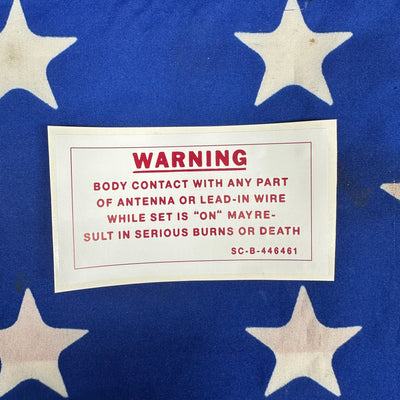 WARNING
BODY CONTACT WITH ANY PART
OF ANTENNA OR LEAD-IN WIRE
WHILE SET IS "ON" MAYRE-
SULT IN SERIOUS BURNS OR DEATH
SC-B-446461